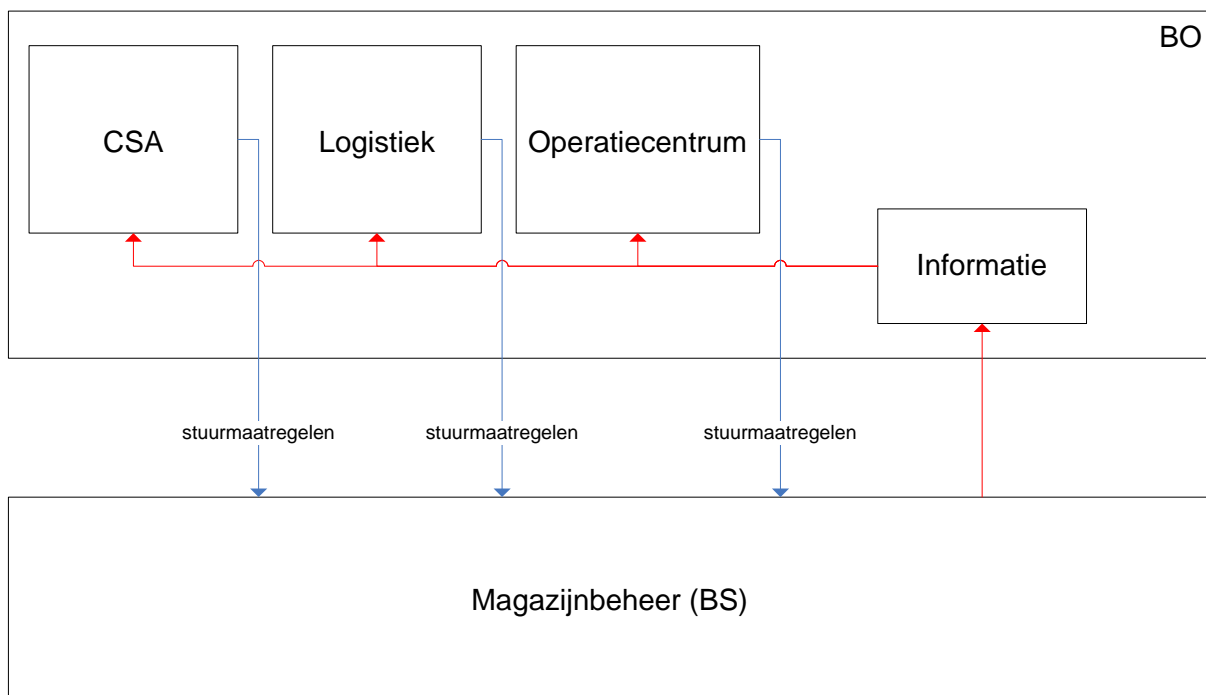 BO
CSA
Logistiek
Operatiecentrum
Informatie
stuurmaatregelen
stuurmaatregelen
stuurmaatregelen
Magazijnbeheer (BS)